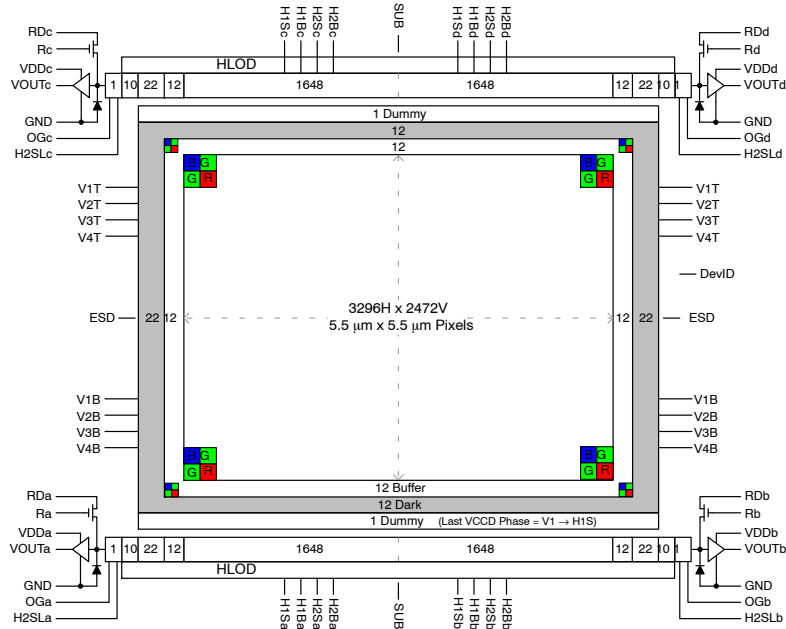 RDc
Rc
VDDc
VOUTc
GND
OGc
H2SLc
H1Sc
H1Bc
H2Sc
H2Bc
SUB
H1Sd
H1Bd
H2Sd
H2Bd
RDd
Rd
VDDd
VOUTd
GND
OGd
H2SLd
HLOD
1 10 22 12 1648 1648 12 22 10 1
1 Dummy
12
12
B G
G R
B G
G R
V1T
V2T
V3T
V4T
V1T
V2T
V3T
V4T
DevID
ESD
22 12
3296H x 2472V
5.5 μm x 5.5 μm Pixels
12 22
ESD
V1B
V2B
V3B
V4B
V1B
V2B
V3B
V4B
B G
G R
B G
G R
12 Buffer
12 Dark
1 Dummy (Last VCCD Phase = V1 → H1S)
RDa
Ra
VDDa
VOUTa
GND
OGa
H2SLa
1 10 22 12 1648 1648 12 22 10 1
HLOD
H1Sa
H1Ba
H2Sa
H2Ba
SUB
H1Sb
H1Bb
H2Sb
H2Bb
RDb
Rb
VDDb
VOUTb
GND
OGb
H2SLb